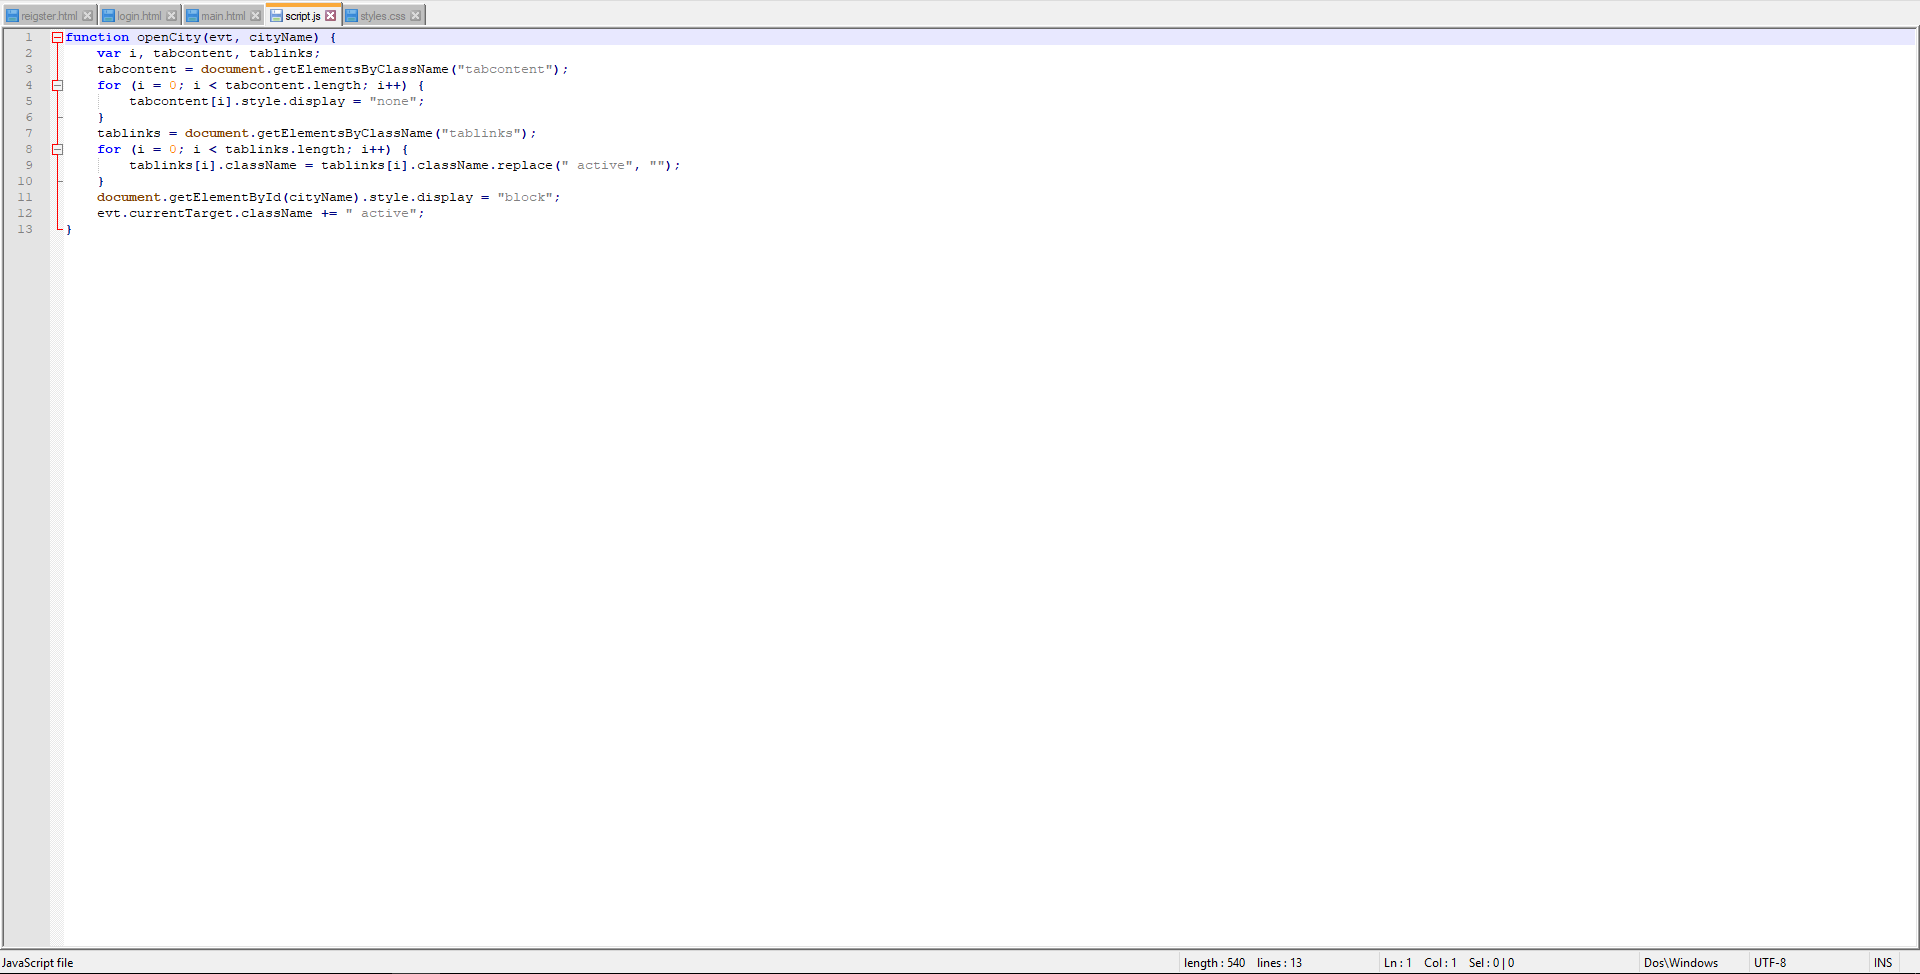 reigster.html login.html main.html script.js styles.css
1 function openCity(evt, cityName) {
2     var i, tabcontent, tablinks;
3     tabcontent = document.getElementsByClassName("tabcontent");
4     for (i = 0; i < tabcontent.length; i++) {
5         tabcontent[i].style.display = "none";
6     }
7     tablinks = document.getElementsByClassName("tablinks");
8     for (i = 0; i < tablinks.length; i++) {
9         tablinks[i].className = tablinks[i].className.replace(" active", "");
10     }
11     document.getElementById(cityName).style.display = "block";
12     evt.currentTarget.className += " active";
13 }
JavaScript file length : 540 lines : 13 Ln : 1 Col : 1 Sel : 0 | 0 Dos\Windows UTF-8 INS